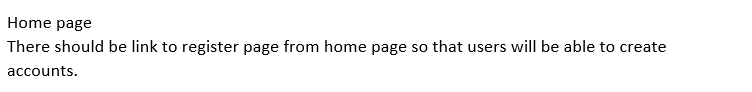 Home page
There should be link to register page from home page so that users will be able to create
accounts.